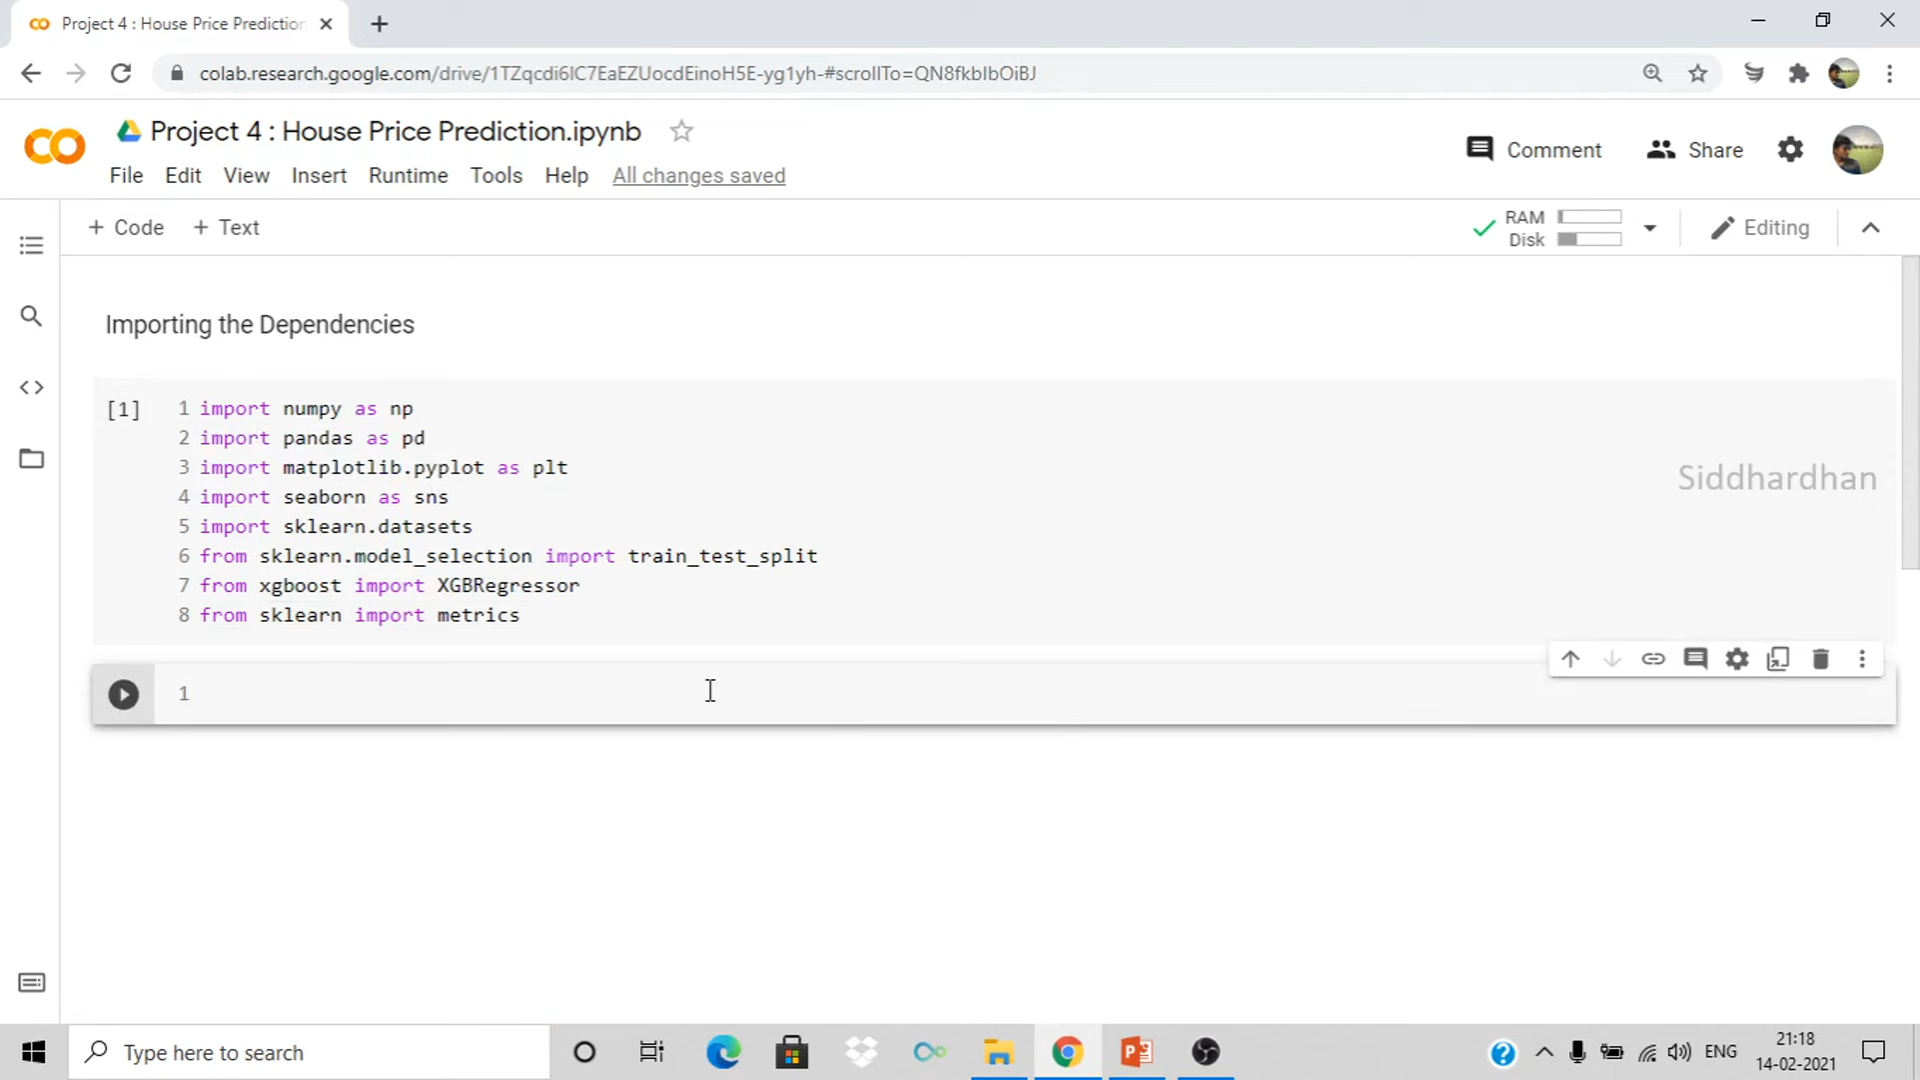 Project 4 : House Price Prediction
colab.research.google.com/drive/1TZqcdi6lC7EaEZUocdEinoH5E-yg1yh-#scrollTo=QN8fkbIbOiBJ
Project 4 : House Price Prediction.ipynb
Comment
Share
File Edit View Insert Runtime Tools Help All changes saved
+ Code + Text
RAM
Disk
Editing
Importing the Dependencies
[1]
1 import numpy as np
2 import pandas as pd
3 import matplotlib.pyplot as plt
4 import seaborn as sns
5 import sklearn.datasets
6 from sklearn.model_selection import train_test_split
7 from xgboost import XGBRegressor
8 from sklearn import metrics
Siddhardhan
1
Type here to search
ENG
21:18
14-02-2021